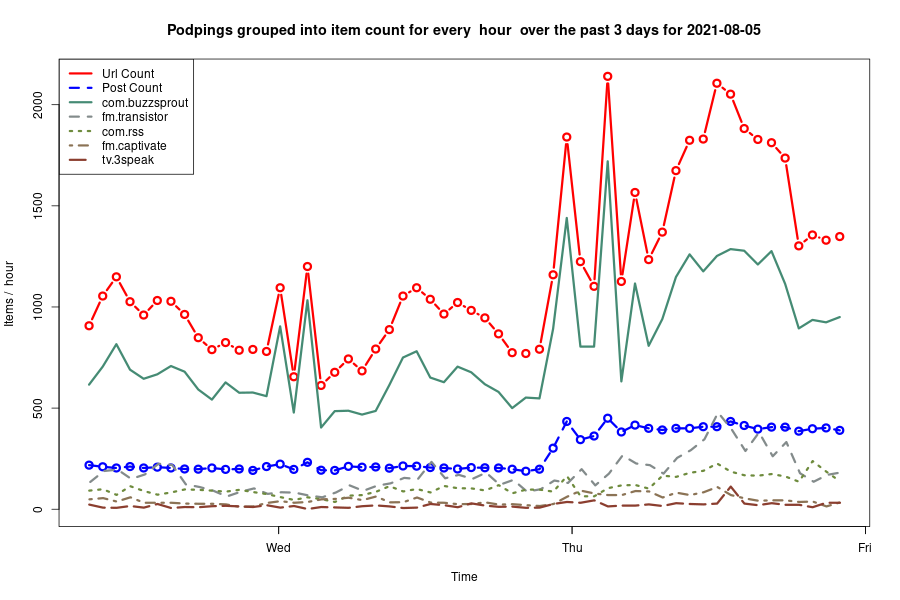 Podpings grouped into item count for every  hour  over the past 3 days for 2021-08-05
Url Count
Post Count
com.buzzsprout
fm.transistor
com.rss
fm.captivate
tv.3speak
Items / hour
2000
1500
1000
500
0
Wed
Thu
Fri
Time